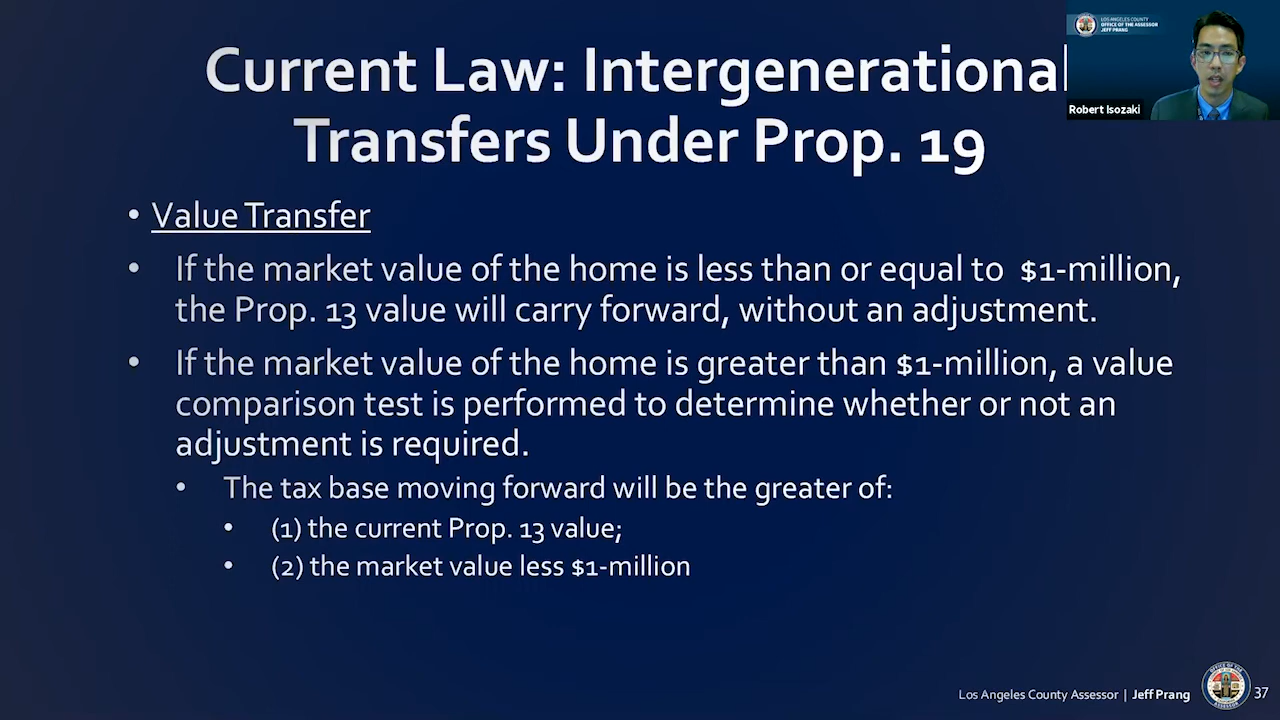 Current Law: Intergenerational
Transfers Under Prop. 19
• Value Transfer
• If the market value of the home is less than or equal to $1-million,
the Prop. 13 value will carry forward, without an adjustment.
• If the market value of the home is greater than $1-million, a value
comparison test is performed to determine whether or not an
adjustment is required.
• The tax base moving forward will be the greater of:
• (1) the current Prop. 13 value;
• (2) the market value less $1-million
LOS ANGELES COUNTY
OFFICE OF THE ASSESSOR
JEFF PRANG
Robert Isozaki
Los Angeles County Assessor | Jeff Prang
37